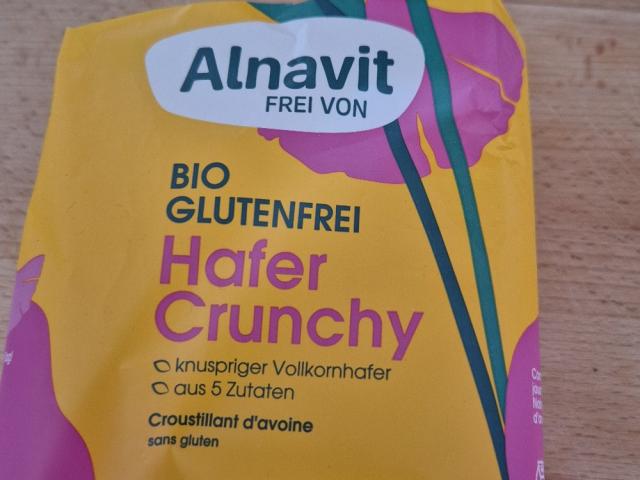 Alnavit
FREI VON
BIO
GLUTENFREI
Hafer
Crunchy
knuspriger Vollkornhafer
aus 5 Zutaten
Croustillant d'avoine
sans gluten